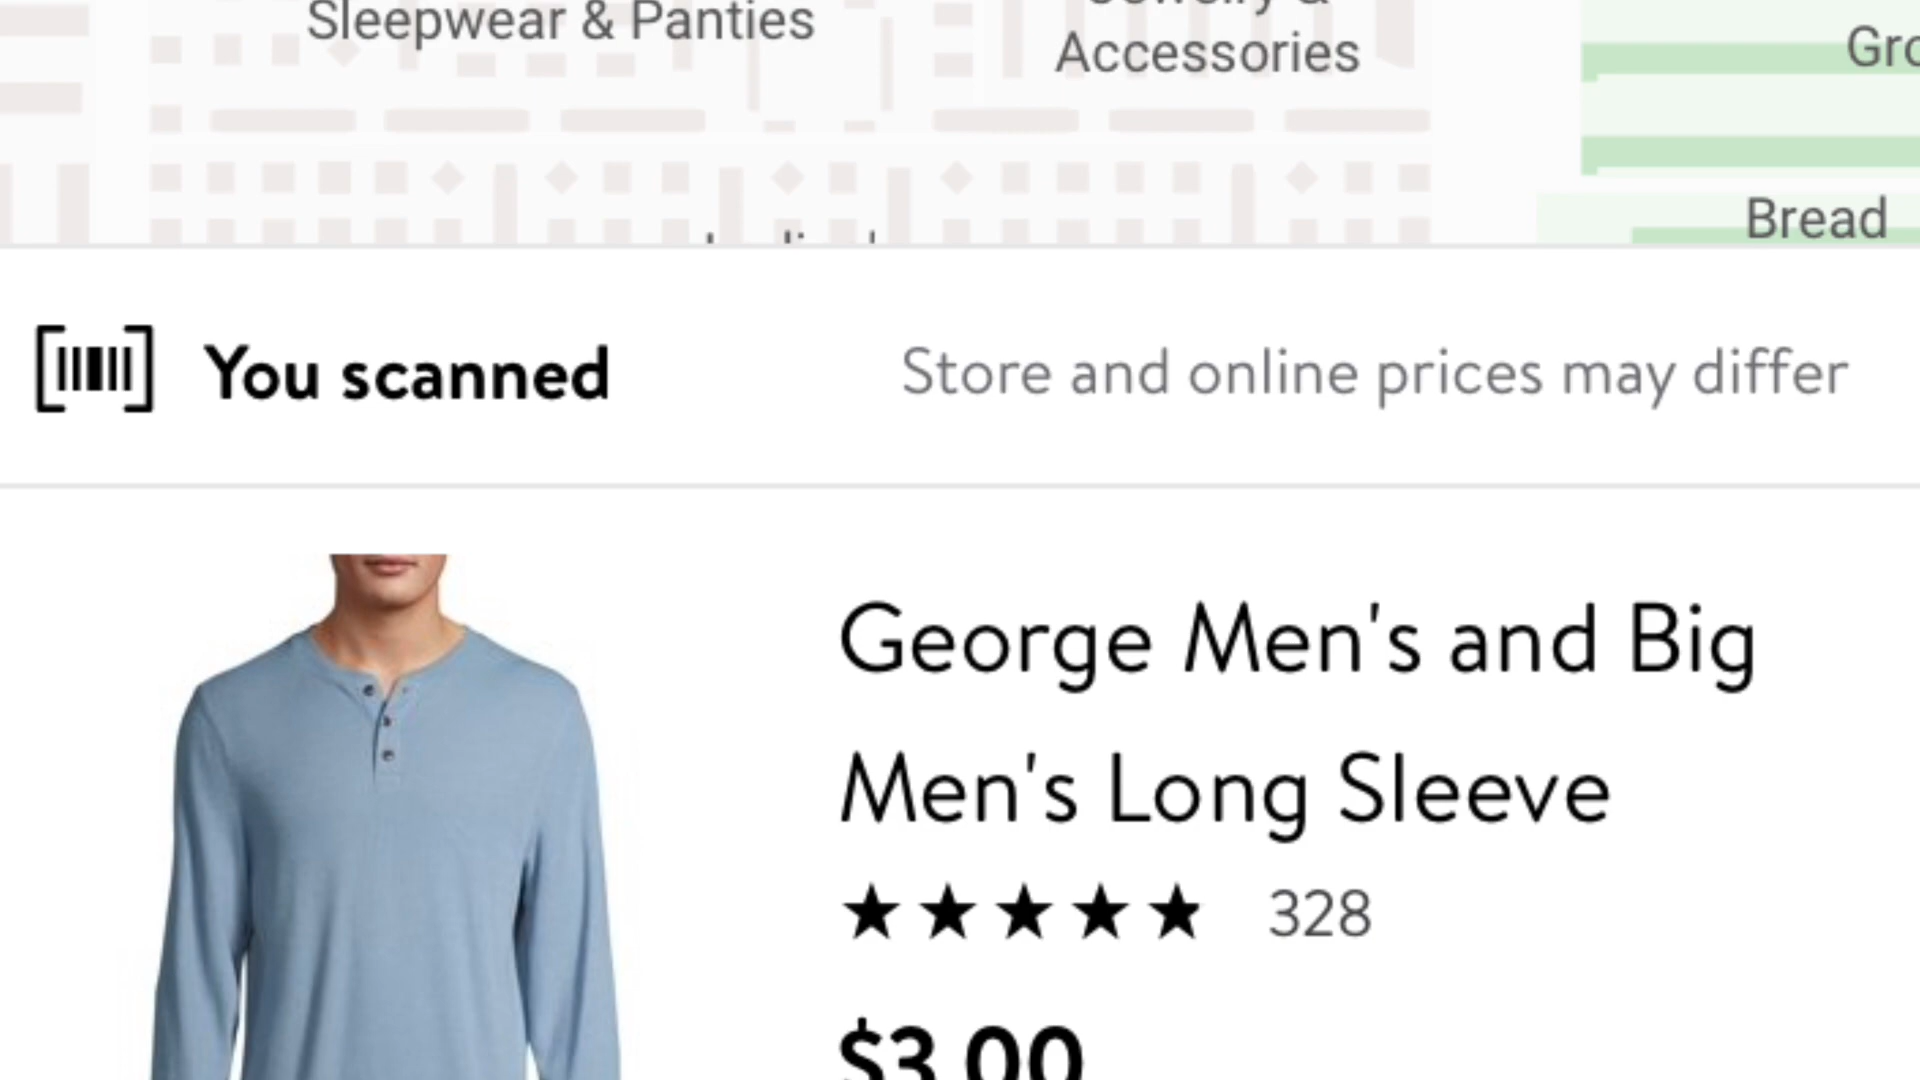 Sleepwear & Panties
Accessories
Bread
You scanned
Store and online prices may differ
George Men's and Big
Men's Long Sleeve
328
$3.00